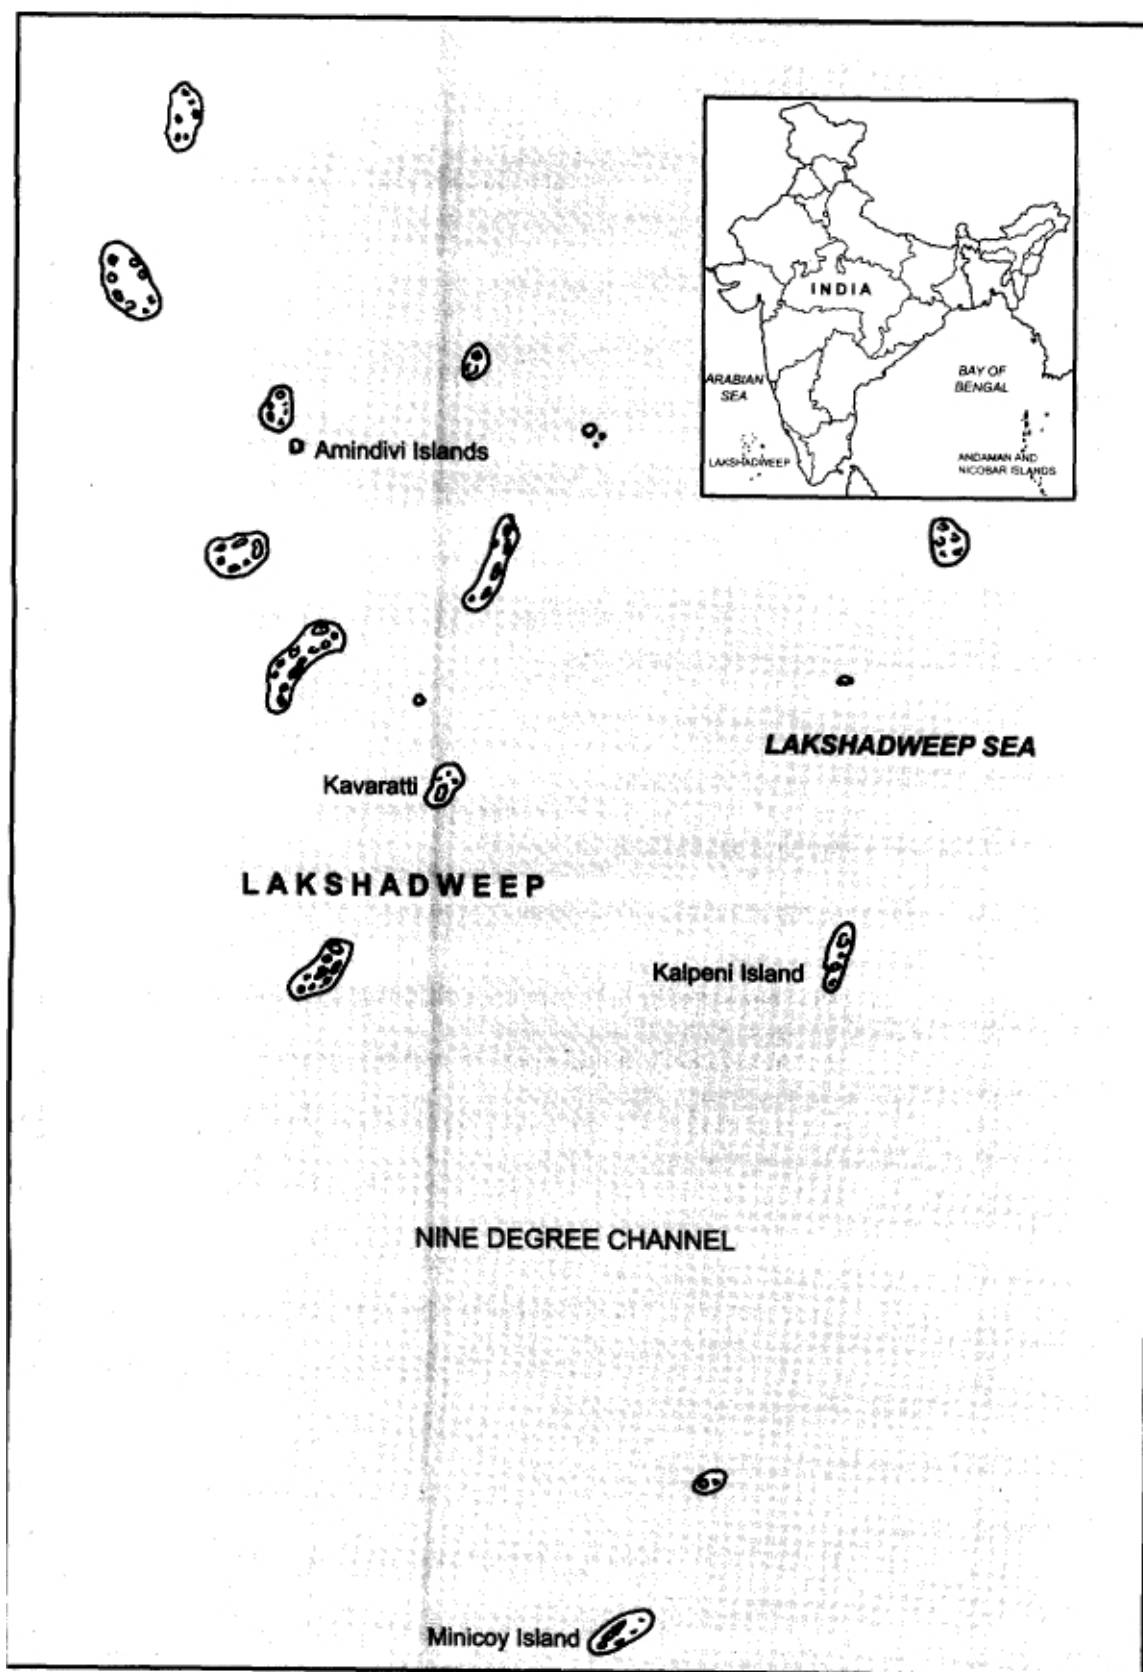 INDIA
ARABIAN
SEA
BAY OF
BENGAL
LAKSHADWEEP
ANDAMAN AND
NICOBAR ISLANDS
Amindivi Islands
LAKSHADWEEP SEA
Kavaratti
LAKSHADWEEP
Kalpeni Island
NINE DEGREE CHANNEL
Minicoy Island